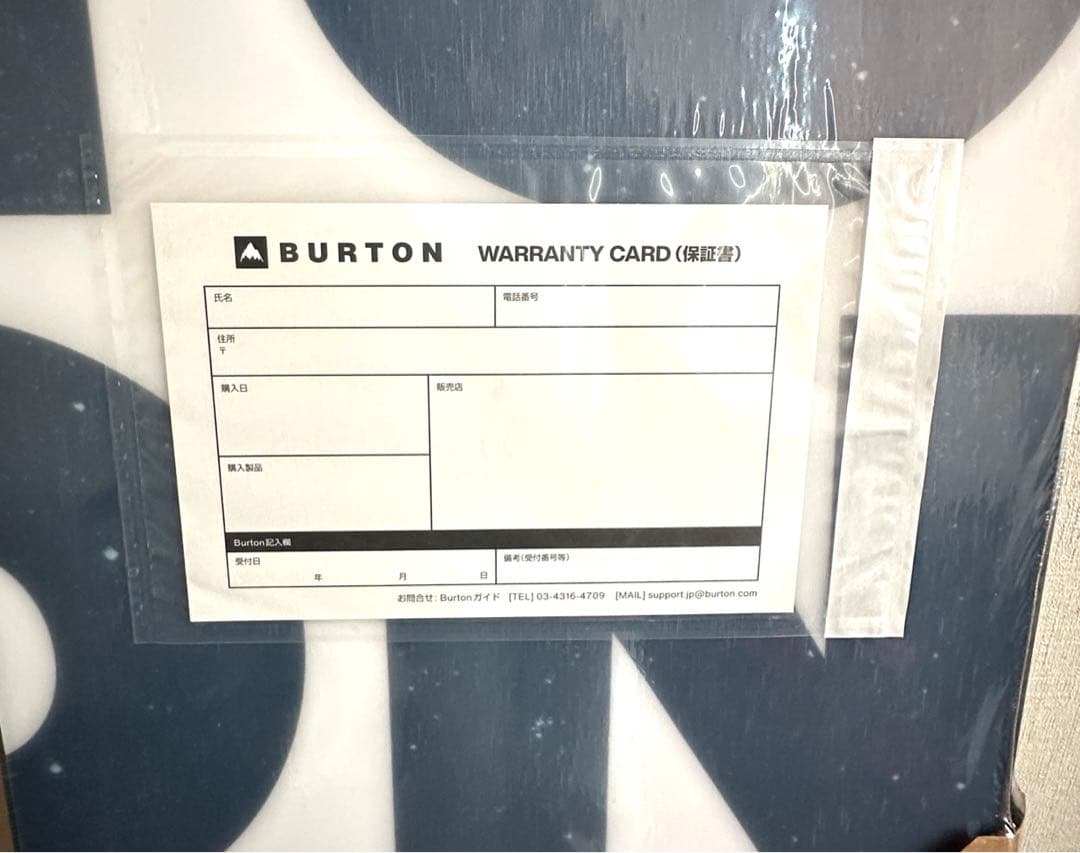 BURTON WARRANTY CARD (保証書)
氏名 電話番号
住所
〒
購入日 販売店
購入製品
Burton記入欄
受付日 備考(受付番号等)
年 月 日
お問合せ: Burtonガイド [TEL] 03-4316-4709 [MAIL] support.jp@burton.com